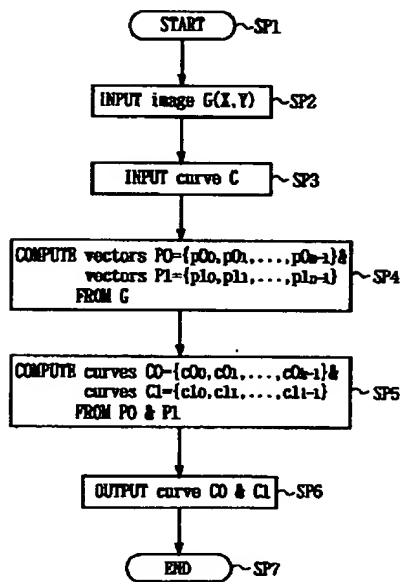 START SP1
INPUT image G(X,Y) SP2
INPUT curve C SP3
COMPUTE vectors P0={p0₀,p0₁,...,p0ₘ₋₁}&
vectors P1={p1₀,p1₁,...,p1ₙ₋₁}
FROM G
SP4
COMPUTE curves C0={c0₀,c0₁,...,c0ₖ₋₁}&
curves C1={c1₀,c1₁,...,c1ₗ₋₁}
FROM P0 & P1
SP5
OUTPUT curve C0 & C1 SP6
END SP7